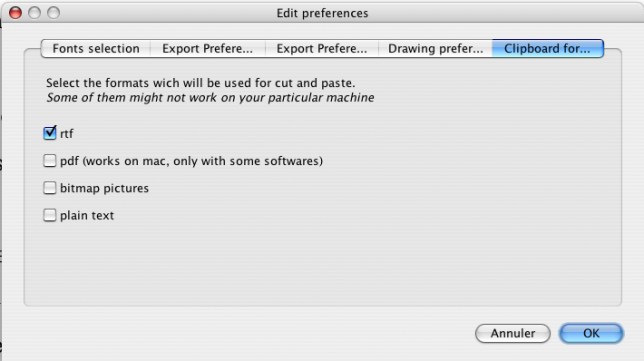 Edit preferences
Fonts selection Export Prefere... Export Prefere... Drawing prefer... Clipboard for...
Select the formats wich will be used for cut and paste.
Some of them might not work on your particular machine
rtf
pdf (works on mac, only with some softwares)
bitmap pictures
plain text
Annuler OK